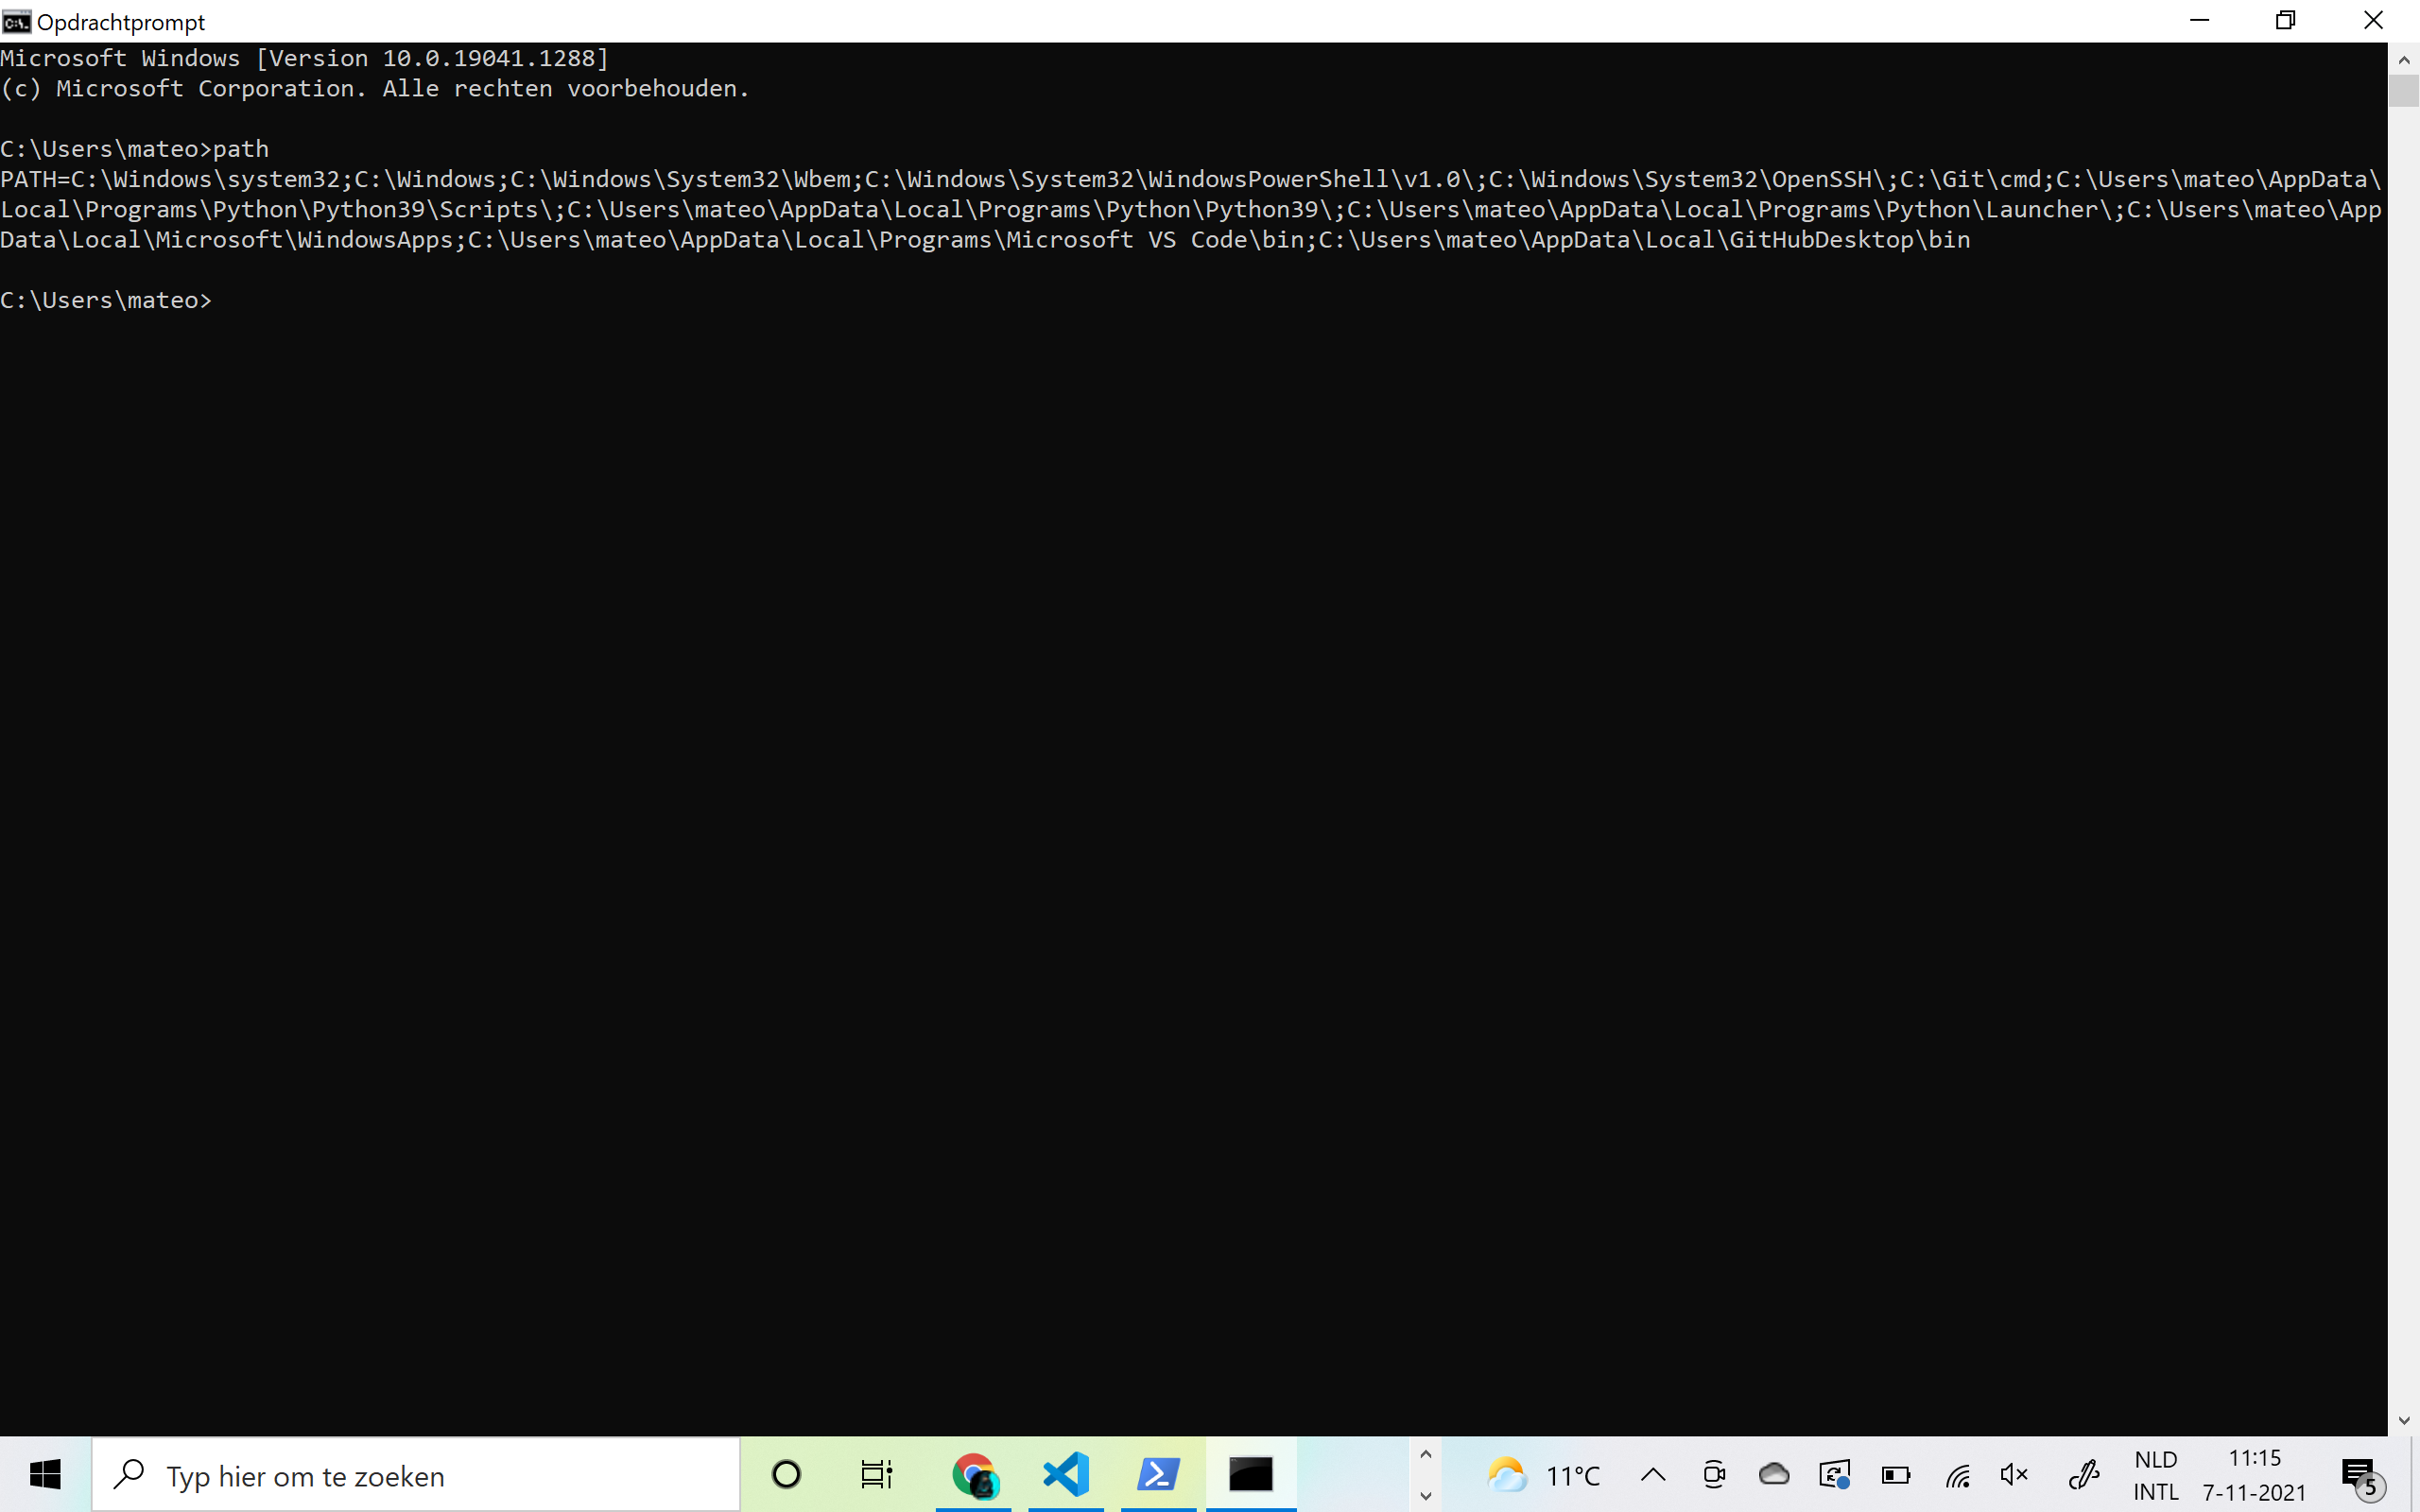 Opdrachtprompt
Microsoft Windows [Version 10.0.19041.1288]
(c) Microsoft Corporation. Alle rechten voorbehouden.
C:\Users\mateo>path
PATH=C:\Windows\system32;C:\Windows;C:\Windows\System32\Wbem;C:\Windows\System32\WindowsPowerShell\v1.0\;C:\Windows\System32\OpenSSH\;C:\Git\cmd;C:\Users\mateo\AppData\
Local\Programs\Python\Python39\Scripts\;C:\Users\mateo\AppData\Local\Programs\Python\Python39\;C:\Users\mateo\AppData\Local\Programs\Python\Launcher\;C:\Users\mateo\App
Data\Local\Microsoft\WindowsApps;C:\Users\mateo\AppData\Local\Programs\Microsoft VS Code\bin;C:\Users\mateo\AppData\Local\GitHubDesktop\bin
C:\Users\mateo>
Typ hier om te zoeken
11°C
NLD
INTL
11:15
7-11-2021
5